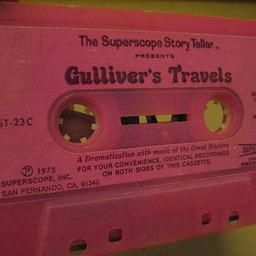 The Superscope Story Teller™
PRESENTS
Gulliver's Travels
ST-23C
A Dramatization with music of the Great Masters
℗ 1975
SUPERSCOPE, INC.
SAN FERNANDO, CA. 91340
FOR YOUR CONVENIENCE, IDENTICAL RECORDINGS
ON BOTH SIDES OF THIS CASSETTE.